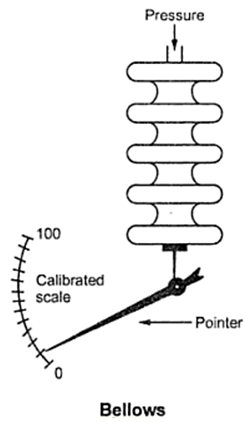 Pressure
100
Calibrated
scale
0
Pointer
Bellows